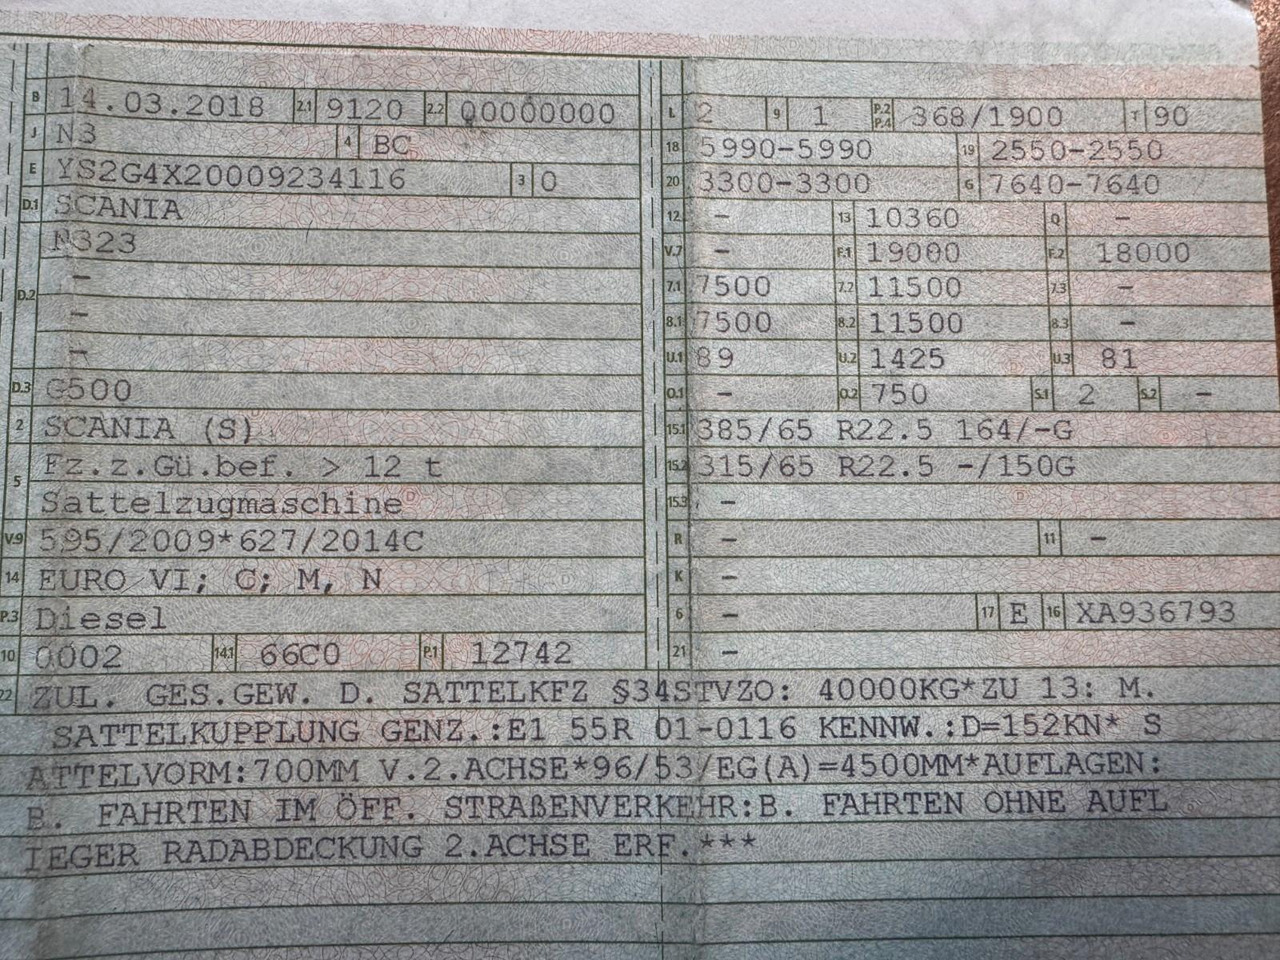 B 14.03.2018 2.1 9120 2.2 00000000
J N3 4 BC
E YS2G4X20009234116 3 0
D.1 SCANIA
N323
D.2 -
-
-
D.3 G500
2 SCANIA (S)
5 Fz.z.Gü.bef. > 12 t
Sattelzugmaschine
V.9 595/2009*627/2014C
14 EURO VI; C; M, N
P.3 Diesel
10 0002 14.1 66C0 P.1 12742
L 2 9 1 P.2 P.4 368/1900 T 90
18 5990-5990 19 2550-2550
20 3300-3300 G 7640-7640
12 - 13 10360 Q -
V.7 - F.1 19000 F.2 18000
7.1 7500 7.2 11500 7.3 -
8.1 7500 8.2 11500 8.3 -
U.1 89 U.2 1425 U.3 81
O.1 - O.2 750 S.1 2 S.2 -
15.1 385/65 R22.5 164/-G
15.2 315/65 R22.5 -/150G
15.3 -
R - 11 -
K -
6 - 17 E 16 XA936793
21 -
22 ZUL. GES.GEW. D. SATTELKFZ §34STVZO: 40000KG*ZU 13: M.
SATTELKUPPLUNG GENZ.:E1 55R 01-0116 KENNW.:D=152KN* S
ATTELVORM:700MM V.2.ACHSE*96/53/EG(A)=4500MM*AUFLAGEN:
B. FAHRTEN IM ÖFF. STRAßENVERKEHR:B. FAHRTEN OHNE AUFL
IEGER RADABDECKUNG 2.ACHSE ERF.***